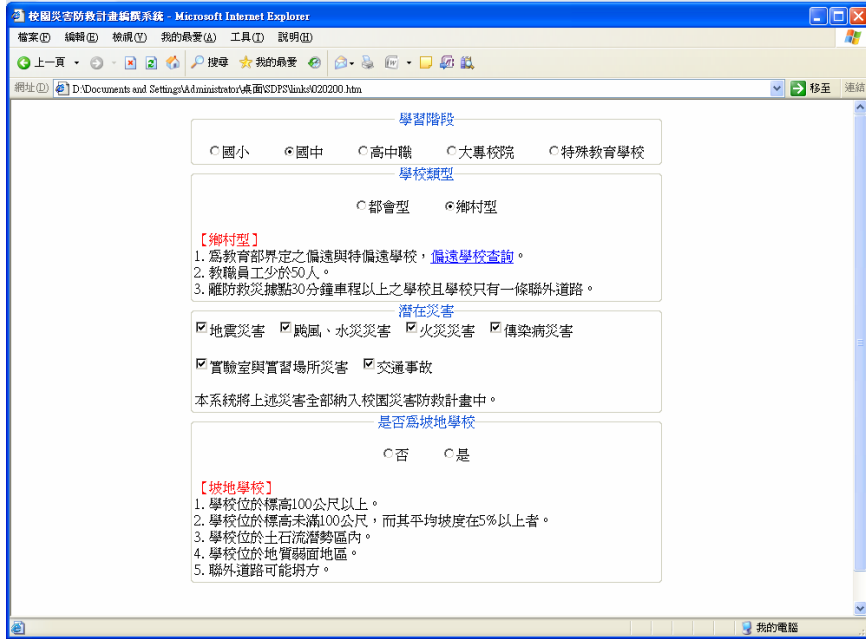 校園災害防救計畫編撰系統 - Microsoft Internet Explorer
檔案(F) 編輯(E) 檢視(V) 我的最愛(A) 工具(T) 說明(H)
上一頁 搜尋 我的最愛
網址(D) D:\Documents and Settings\Administrator\桌面\SDPS\links\020200.htm 移至 連結
學習階段
國小 國中 高中職 大專校院 特殊教育學校
學校類型
都會型 鄉村型
【鄉村型】
1. 為教育部界定之偏遠與特偏遠學校，偏遠學校查詢。
2. 教職員工少於50人。
3. 離防救災據點30分鐘車程以上之學校且學校只有一條聯外道路。
潛在災害
地震災害 颱風、水災災害 火災災害 傳染病災害
實驗室與實習場所災害 交通事故
本系統將上述災害全部納入校園災害防救計畫中。
是否為坡地學校
否 是
【坡地學校】
1. 學校位於標高100公尺以上。
2. 學校位於標高未滿100公尺，而其平均坡度在5%以上者。
3. 學校位於土石流潛勢區內。
4. 學校位於地質弱面地區。
5. 聯外道路可能坍方。
我的電腦